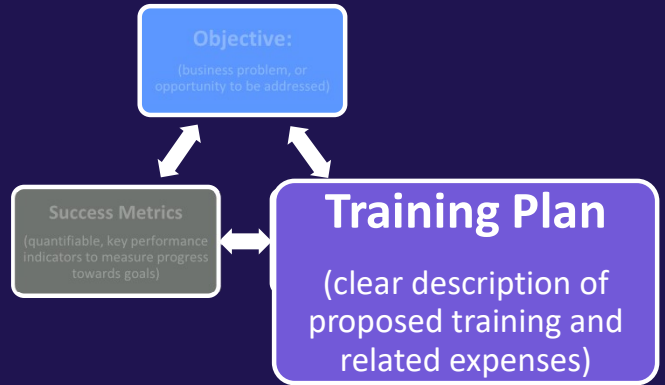 Objective:
(business problem, or
opportunity to be addressed)
Success Metrics
(quantifiable, key performance
indicators to measure progress
towards goals)
Training Plan
(clear description of
proposed training and
related expenses)